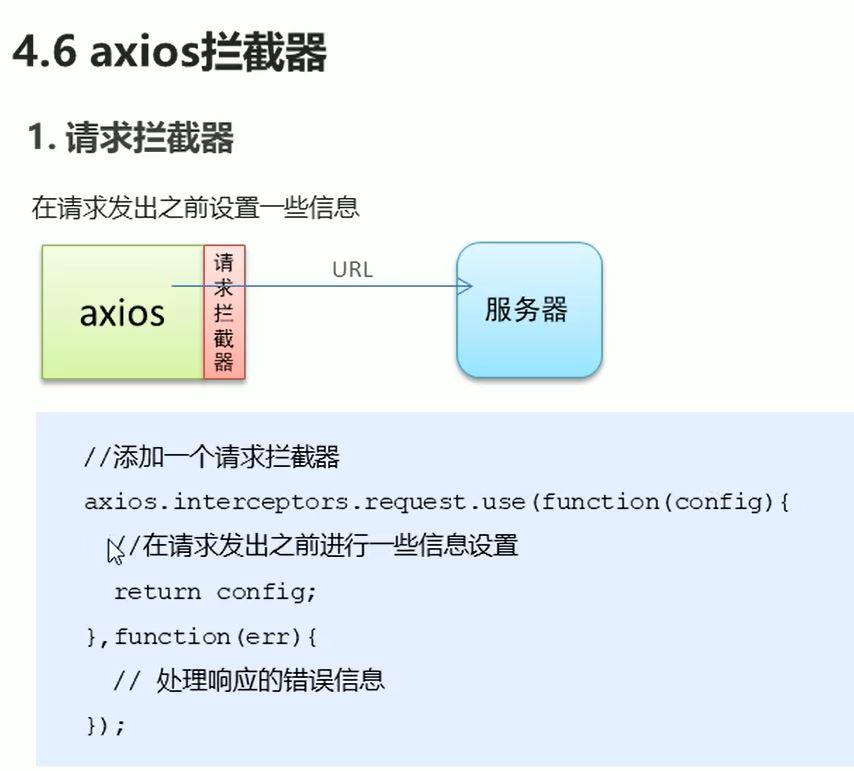 4.6 axios拦截器
1. 请求拦截器
在请求发出之前设置一些信息
axios
请求拦截器
URL
服务器
//添加一个请求拦截器
axios.interceptors.request.use(function(config){
//在请求发出之前进行一些信息设置
return config;
},function(err){
// 处理响应的错误信息
});